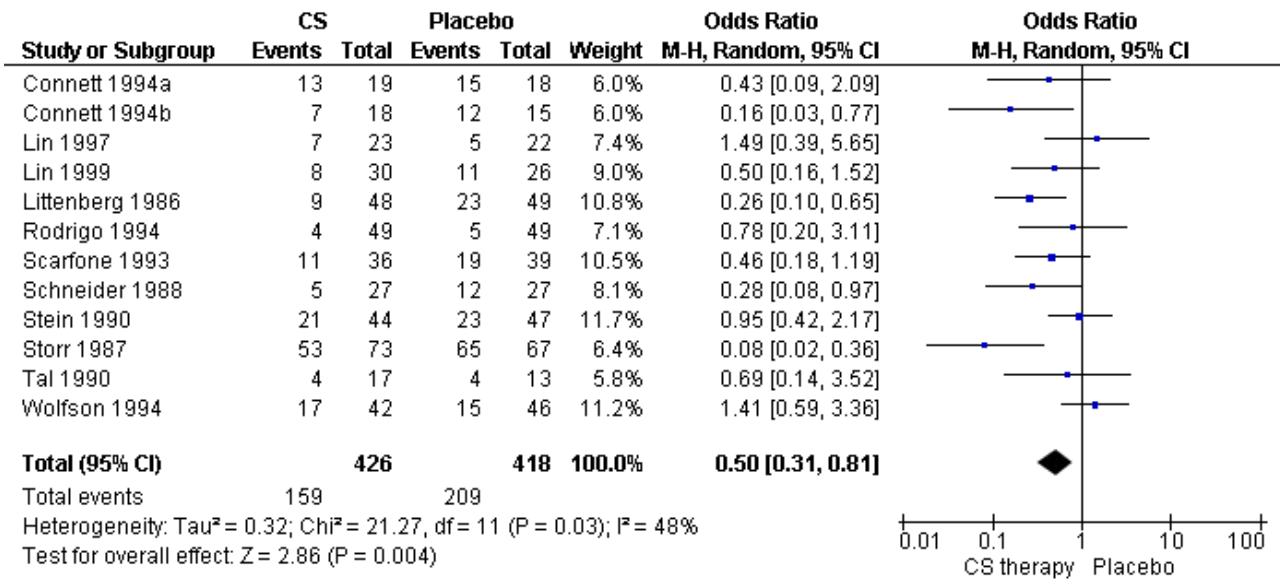 CS Placebo Odds Ratio Odds Ratio
Study or Subgroup Events Total Events Total Weight M-H, Random, 95% CI M-H, Random, 95% CI
Connett 1994a 13 19 15 18 6.0% 0.43 [0.09, 2.09]
Connett 1994b 7 18 12 15 6.0% 0.16 [0.03, 0.77]
Lin 1997 7 23 5 22 7.4% 1.49 [0.39, 5.65]
Lin 1999 8 30 11 26 9.0% 0.50 [0.16, 1.52]
Littenberg 1986 9 48 23 49 10.8% 0.26 [0.10, 0.65]
Rodrigo 1994 4 49 5 49 7.1% 0.78 [0.20, 3.11]
Scarfone 1993 11 36 19 39 10.5% 0.46 [0.18, 1.19]
Schneider 1988 5 27 12 27 8.1% 0.28 [0.08, 0.97]
Stein 1990 21 44 23 47 11.7% 0.95 [0.42, 2.17]
Storr 1987 53 73 65 67 6.4% 0.08 [0.02, 0.36]
Tal 1990 4 17 4 13 5.8% 0.69 [0.14, 3.52]
Wolfson 1994 17 42 15 46 11.2% 1.41 [0.59, 3.36]
Total (95% CI) 426 418 100.0% 0.50 [0.31, 0.81]
Total events 159 209
Heterogeneity: Tau² = 0.32; Chi² = 21.27, df = 11 (P = 0.03); I² = 48%
Test for overall effect: Z = 2.86 (P = 0.004)
0.01 0.1 1 10 100
CS therapy Placebo